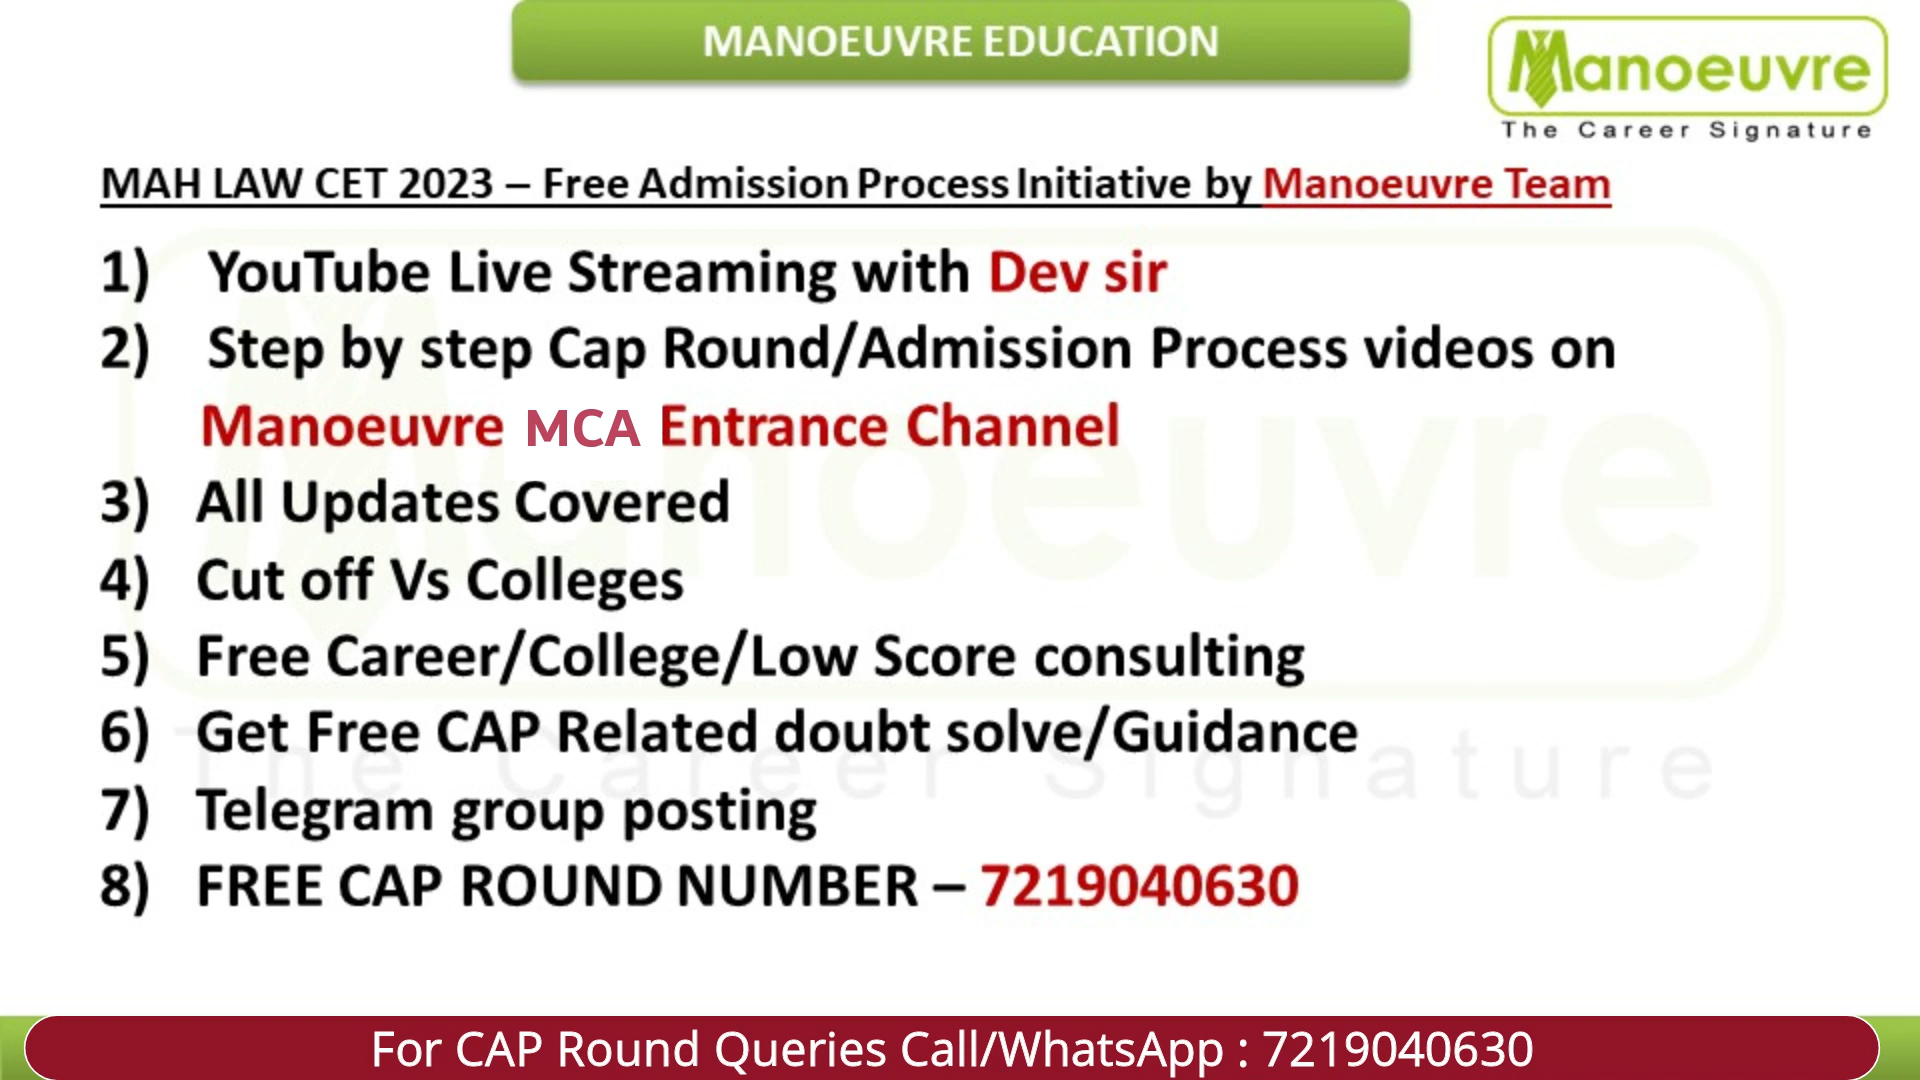 MANOEUVRE EDUCATION
Manoeuvre
The Career Signature
MAH LAW CET 2023 – Free Admission Process Initiative by Manoeuvre Team
1) YouTube Live Streaming with Dev sir
2) Step by step Cap Round/Admission Process videos on
Manoeuvre MCA Entrance Channel
3) All Updates Covered
4) Cut off Vs Colleges
5) Free Career/College/Low Score consulting
6) Get Free CAP Related doubt solve/Guidance
7) Telegram group posting
8) FREE CAP ROUND NUMBER – 7219040630
Manoeuvre
The Career Signature
For CAP Round Queries Call/WhatsApp : 7219040630